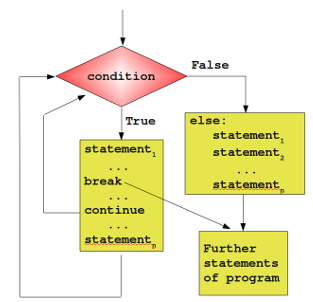 condition
False
True
statement₁
...
break
...
continue
...
statementₙ
else:
statement₁
statement₂
...
statementₙ
Further
statements
of program